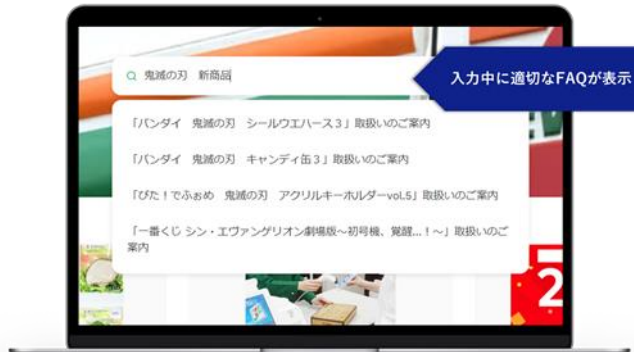 鬼滅の刃　新商品
入力中に適切なFAQが表示
「バンダイ　鬼滅の刃　シールウエハース３」取扱いのご案内
「バンダイ　鬼滅の刃　キャンディ缶３」取扱いのご案内
「ぴた！でふぉめ　鬼滅の刃　アクリルキーホルダーvol.5」取扱いのご案内
「一番くじ シン・エヴァンゲリオン劇場版～初号機、覚醒...！～」取扱いのご
案内
2